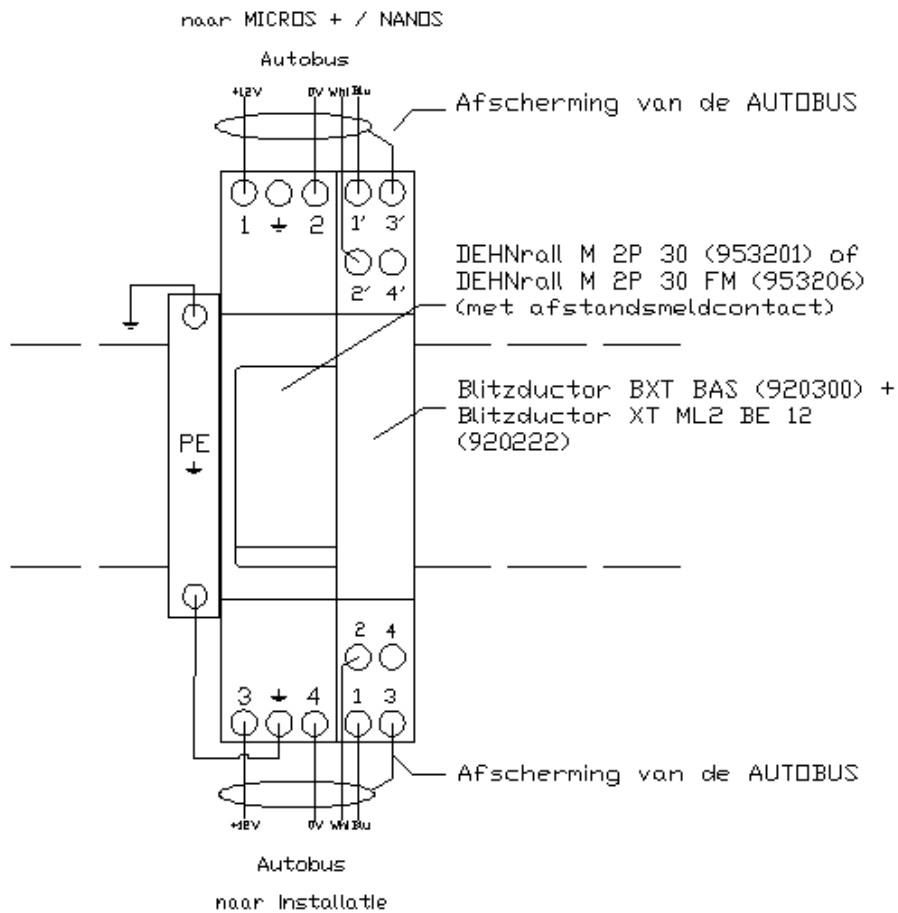 naar MICROS + / NANOS
Autobus
+12V 0V Whi Blu
Afscherming van de AUTOBUS
1 2 1' 3'
2' 4'
DEHNrail M 2P 30 (953201) of
DEHNrail M 2P 30 FM (953206)
(met afstandsmeldcontact)
Blitzductor BXT BAS (920300) +
Blitzductor XT ML2 BE 12
(920222)
PE
2 4
3 4 1 3
Afscherming van de AUTOBUS
+12V 0V Whi Blu
Autobus
naar Installatie